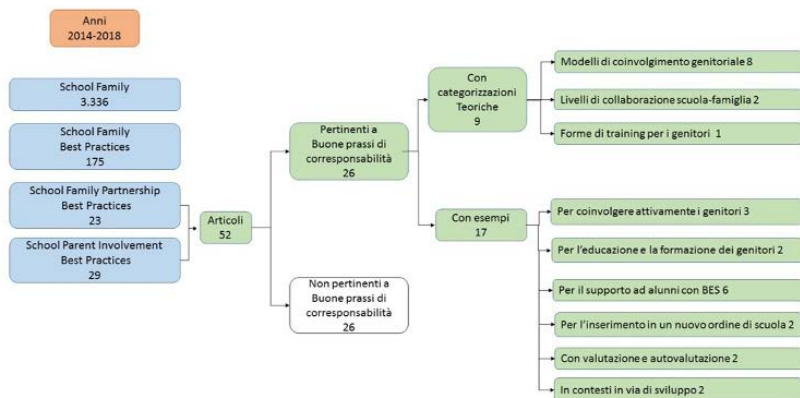 Anni
2014-2018
School Family
3.336
School Family
Best Practices
175
School Family Partnership
Best Practices
23
School Parent Involvement
Best Practices
29
Articoli
52
Pertinenti a
Buone prassi di
corresponsabilità
26
Non pertinenti a
Buone prassi di
corresponsabilità
26
Con
categorizzazioni
Teoriche
9
Con esempi
17
Modelli di coinvolgimento genitoriale 8
Livelli di collaborazione scuola-famiglia 2
Forme di training per i genitori 1
Per coinvolgere attivamente i genitori 3
Per l'educazione e la formazione dei genitori 2
Per il supporto ad alunni con BES 6
Per l'inserimento in un nuovo ordine di scuola 2
Con valutazione e autovalutazione 2
In contesti in via di sviluppo 2